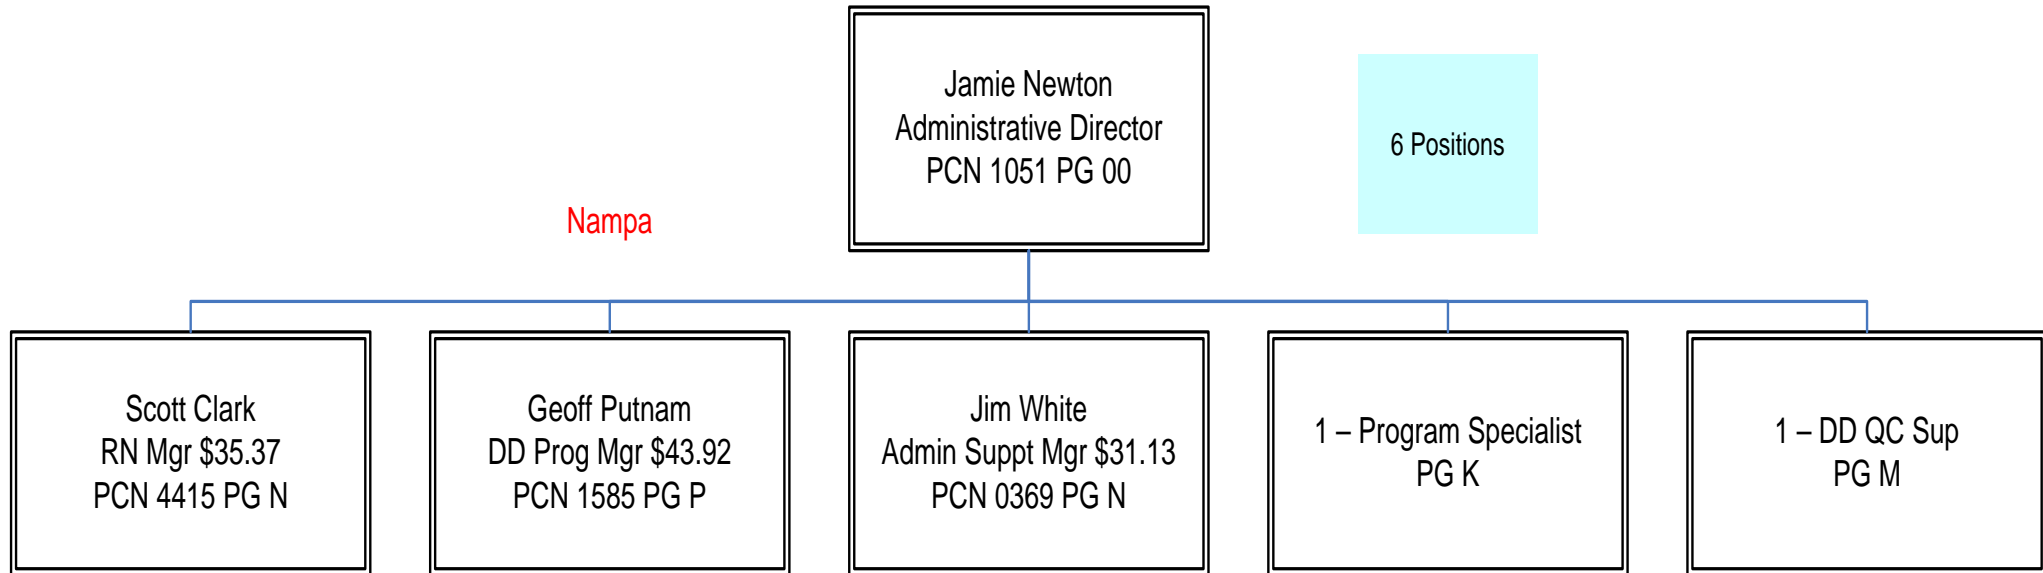 Jamie Newton
Administrative Director
PCN 1051 PG 00
6 Positions
Nampa
Scott Clark
RN Mgr $35.37
PCN 4415 PG N
Geoff Putnam
DD Prog Mgr $43.92
PCN 1585 PG P
Jim White
Admin Suppt Mgr $31.13
PCN 0369 PG N
1 – Program Specialist
PG K
1 – DD QC Sup
PG M